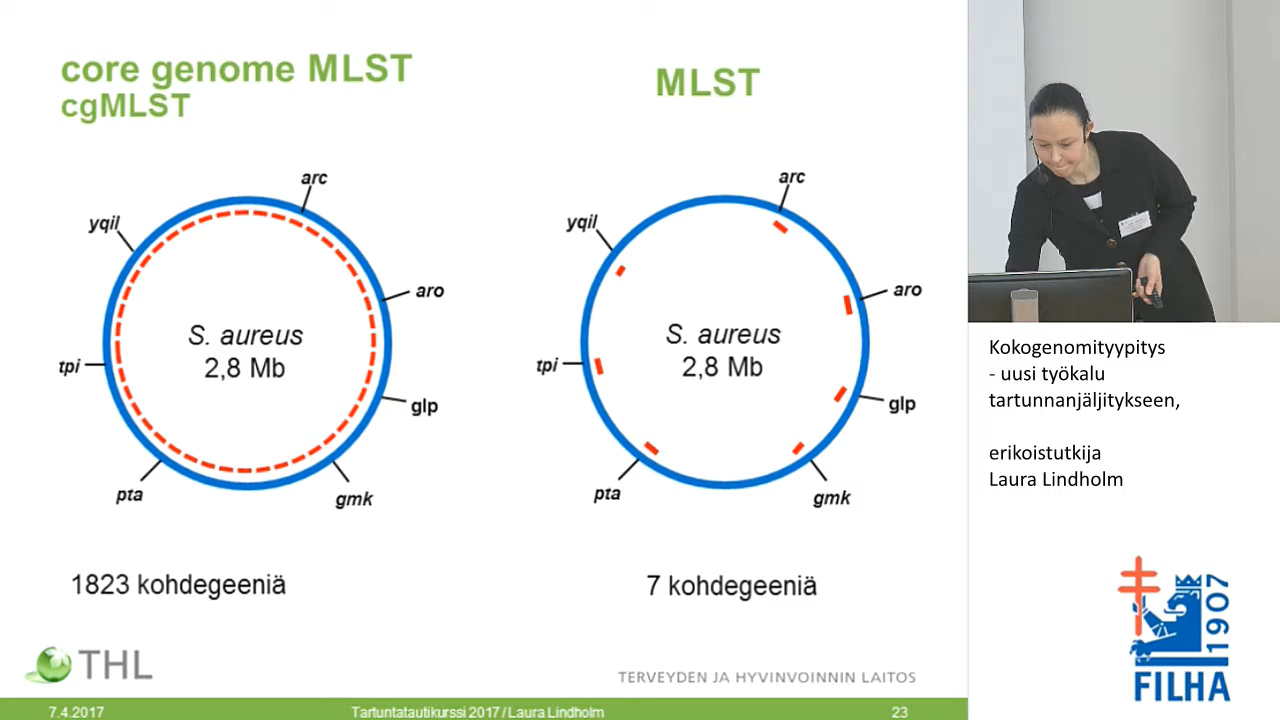 core genome MLST
cgMLST
MLST
arc
yqil
aro
S. aureus
2,8 Mb
tpi
glp
pta
gmk
1823 kohdegeeniä
arc
yqil
aro
S. aureus
2,8 Mb
tpi
glp
pta
gmk
7 kohdegeeniä
THL
TERVEYDEN JA HYVINVOINNIN LAITOS
7.4.2017
Tartuntatautikurssi 2017 / Laura Lindholm
23
Kokogenomityypitys
- uusi työkalu
tartunnanjäljitykseen,
erikoistutkija
Laura Lindholm
1907
FILHA